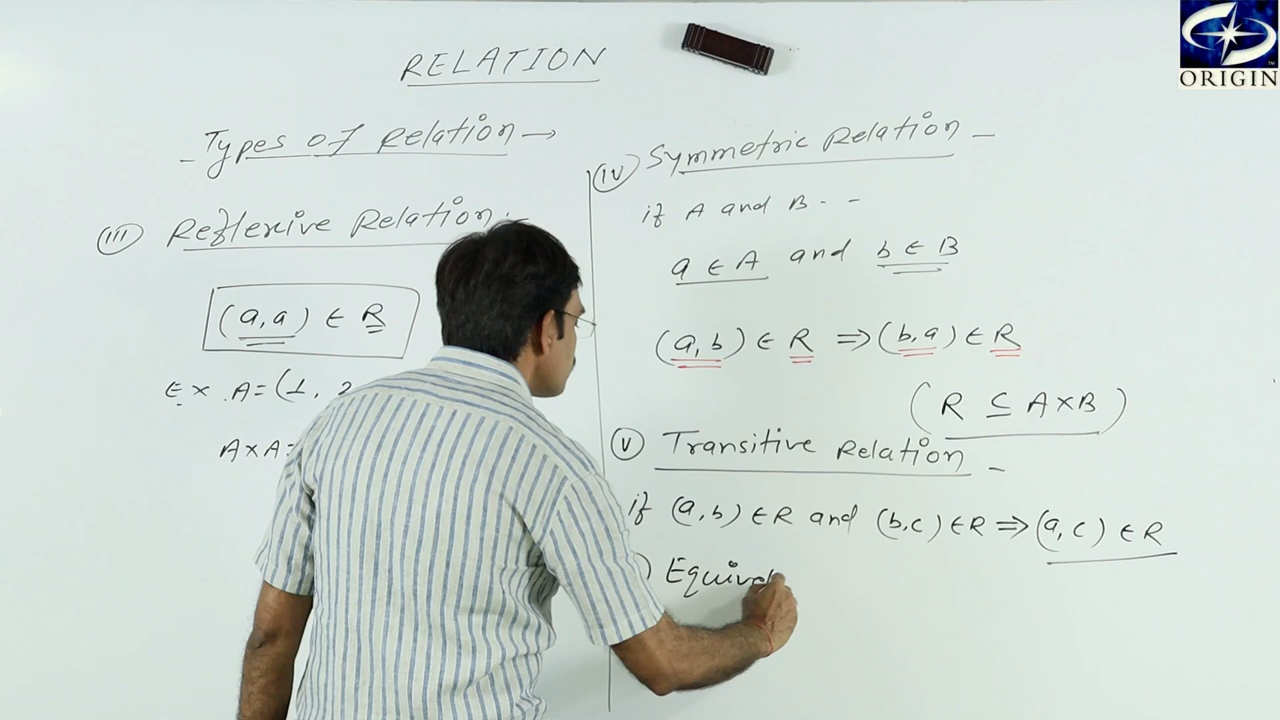 RELATION
- Types of Relation →
(III) Reflexive Relation -
(a,a) ∈ R
Ex A=(1, 2
A×A=
(IV) Symmetric Relation -
if A and B - -
a ∈ A and b ∈ B
(a,b) ∈ R ⇒ (b,a) ∈ R
(R ⊆ A×B)
(V) Transitive Relation -
if (a,b) ∈ R and (b,c) ∈ R ⇒ (a,c) ∈ R
) Equival
ORIGIN